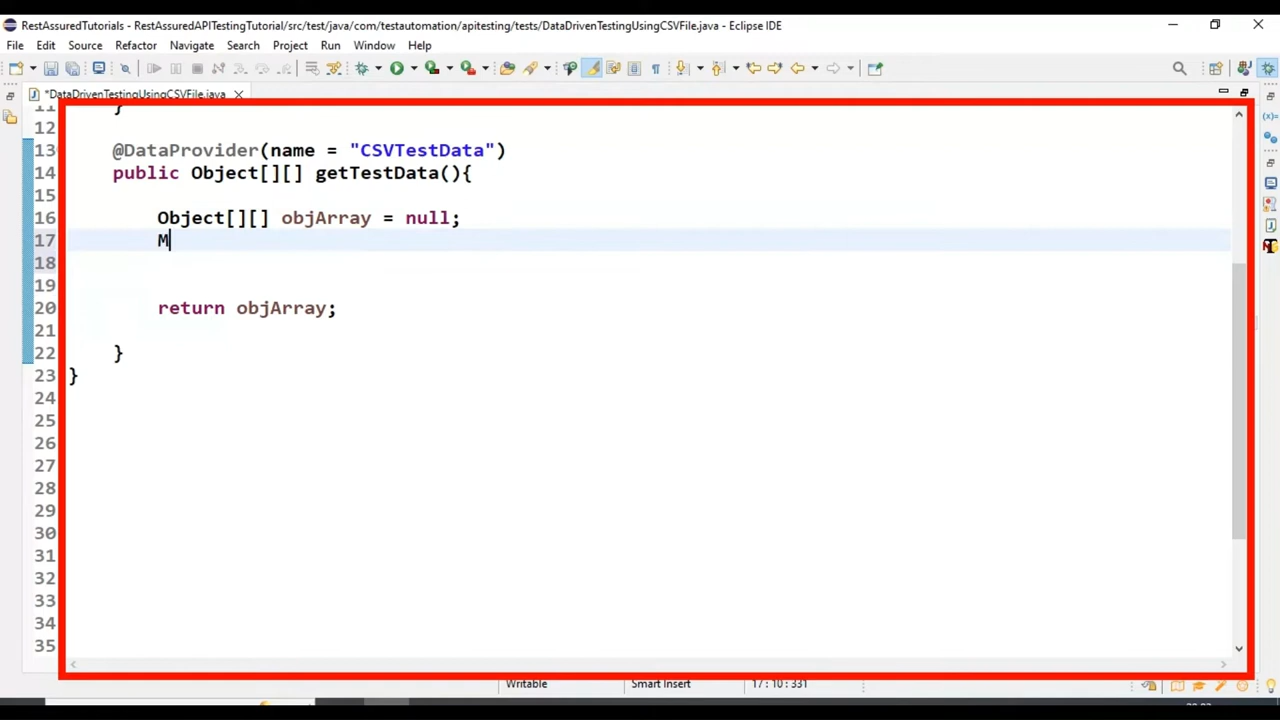 RestAssuredTutorials - RestAssuredAPITestingTutorial/src/test/java/com/testautomation/apitesting/tests/DataDrivenTestingUsingCSVFile.java - Eclipse IDE
File Edit Source Refactor Navigate Search Project Run Window Help
*DataDrivenTestingUsingCSVFile.java
11 }
12
13 @DataProvider(name = "CSVTestData")
14 public Object[][] getTestData(){
15
16 Object[][] objArray = null;
17 M
18
19
20 return objArray;
21
22 }
23 }
24
25
26
27
28
29
30
31
32
33
34
35
Writable Smart Insert 17 : 10 : 331